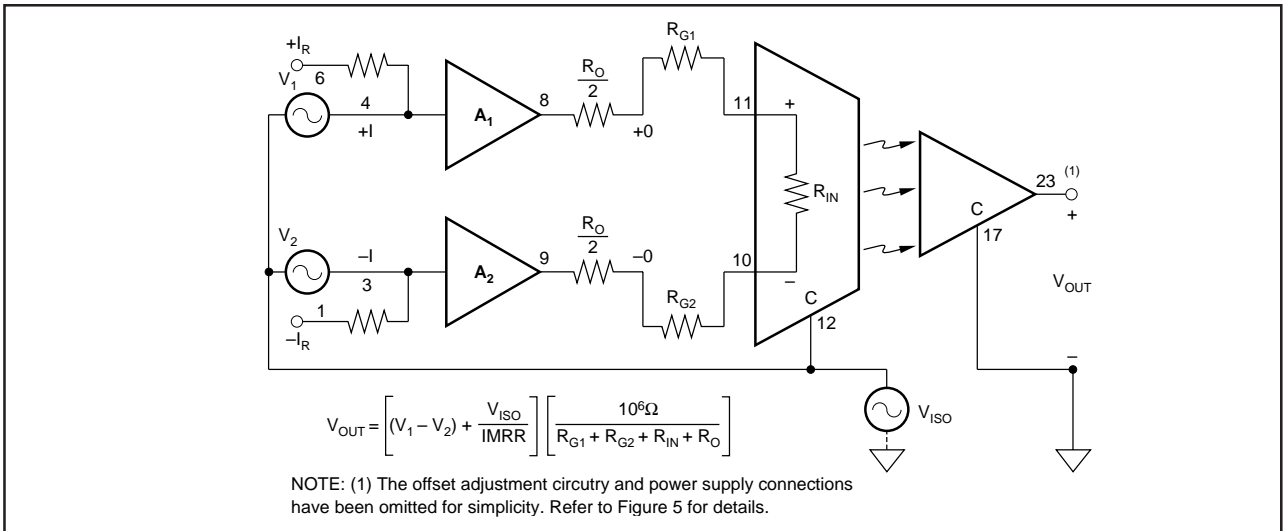 +I_R
6
V_1
4
+I
A_1
8
R_O
2
+0
R_G1
11
+
R_IN
23
(1)
+
C
17
V_2
–I
3
1
–I_R
A_2
9
R_O
2
–0
R_G2
10
–
C
12
V_OUT
–
V_ISO
V_OUT = [(V_1 – V_2) + V_ISO / IMRR] [10^6Ω / R_G1 + R_G2 + R_IN + R_O]
NOTE: (1) The offset adjustment circutry and power supply connections
have been omitted for simplicity. Refer to Figure 5 for details.